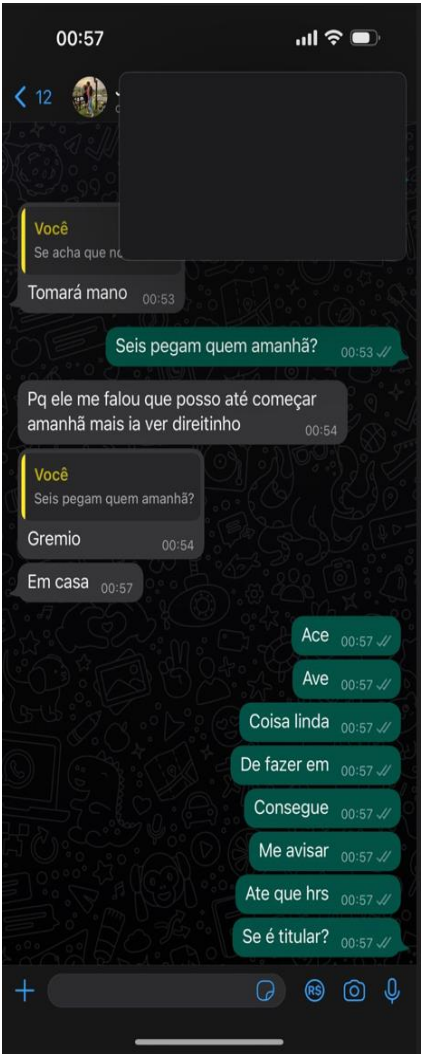 00:57
12
Você
Se acha que
Tomará mano 00:53
Seis pegam quem amanhã? 00:53
Pq ele me falou que posso até começar
amanhã mais ia ver direitinho 00:54
Você
Seis pegam quem amanhã?
Gremio 00:54
Em casa 00:57
Ace 00:57
Ave 00:57
Coisa linda 00:57
De fazer em 00:57
Consegue 00:57
Me avisar 00:57
Ate que hrs 00:57
Se é titular? 00:57
RS